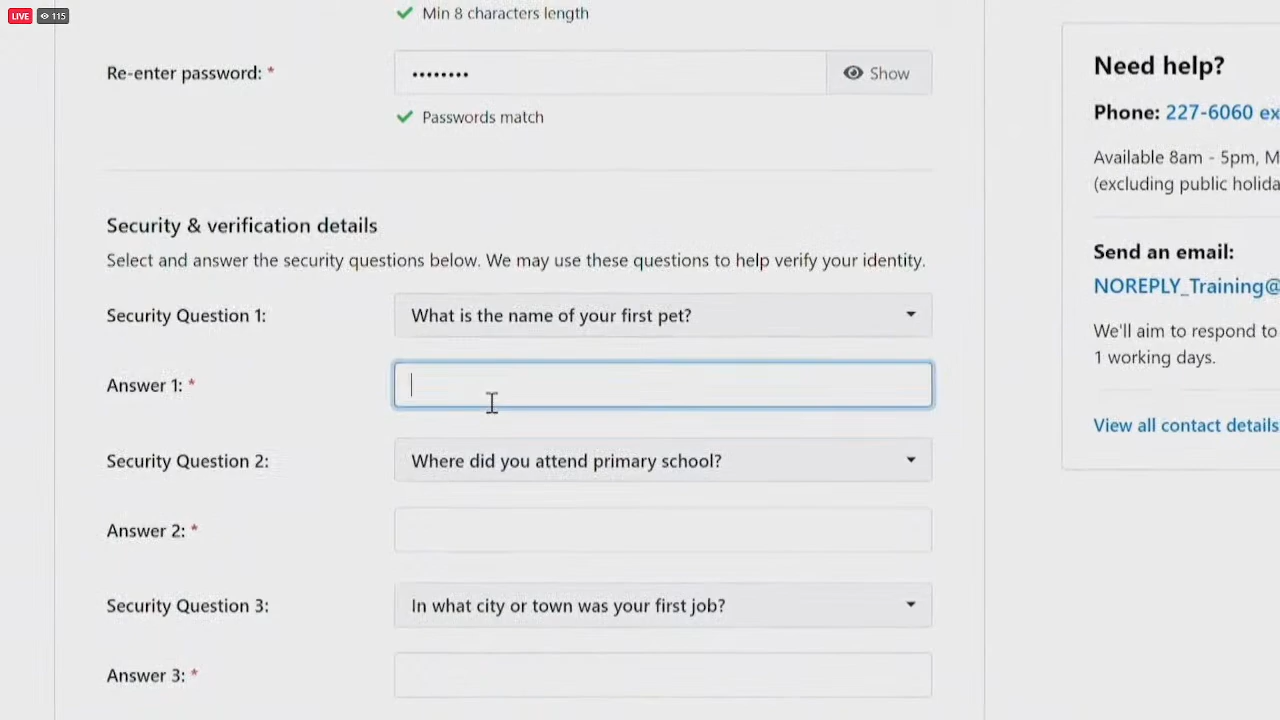 LIVE 115
Min 8 characters length
Re-enter password: *
•••••••• Show
Passwords match
Security & verification details
Select and answer the security questions below. We may use these questions to help verify your identity.
Security Question 1: What is the name of your first pet?
Answer 1: *
Security Question 2: Where did you attend primary school?
Answer 2: *
Security Question 3: In what city or town was your first job?
Answer 3: *
Need help?
Phone: 227-6060 ex
Available 8am - 5pm, M
(excluding public holida
Send an email:
NOREPLY_Training@
We'll aim to respond to
1 working days.
View all contact details